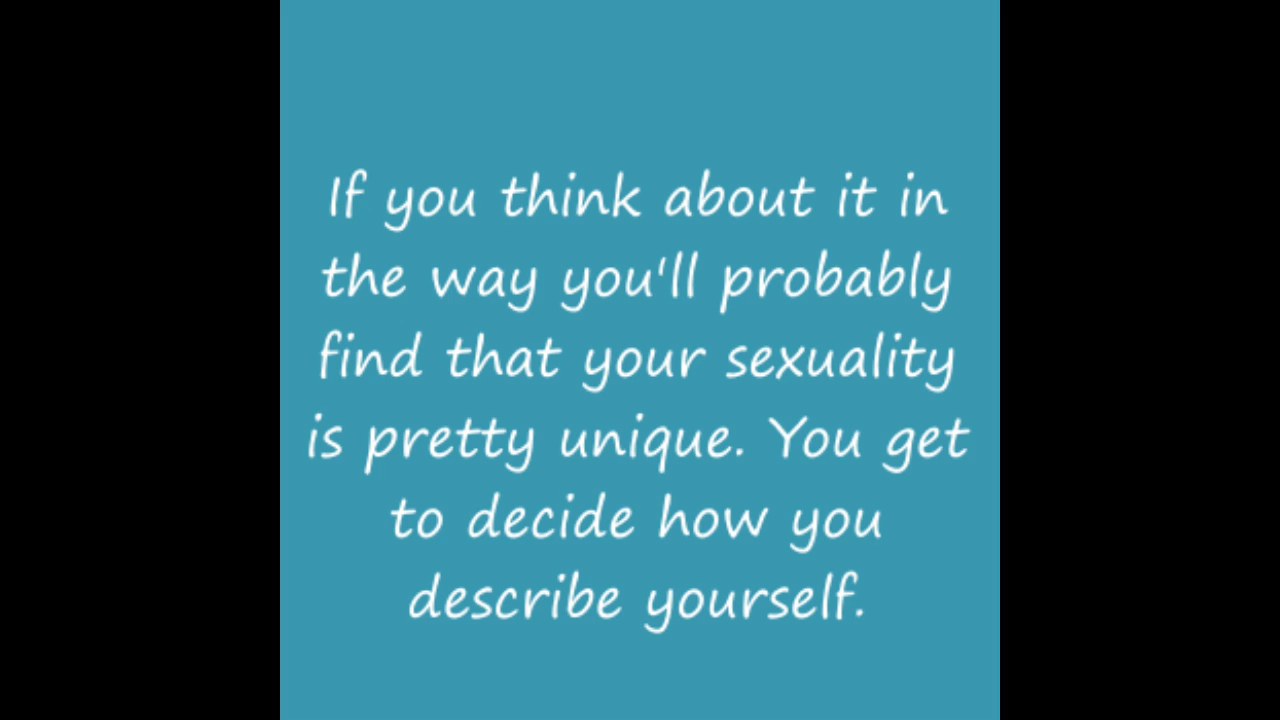 If you think about it in
the way you'll probably
find that your sexuality
is pretty unique. You get
to decide how you
describe yourself.